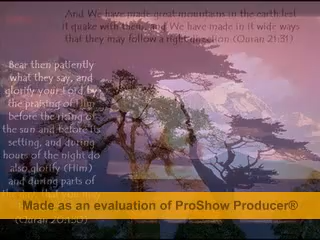 And We have made great mountains in the earth lest
it quake with them, and We have made in it wide ways
that they may follow a right direction (Quran 21:31)
Bear then patiently
what they say, and
glorify your Lord by
the praising of Him
before the rising of
the sun and before its
setting, and during
hours of the night do
also glorify (Him)
and during parts of
the
Made as an evaluation of ProShow Producer®
(Quran 20:130)